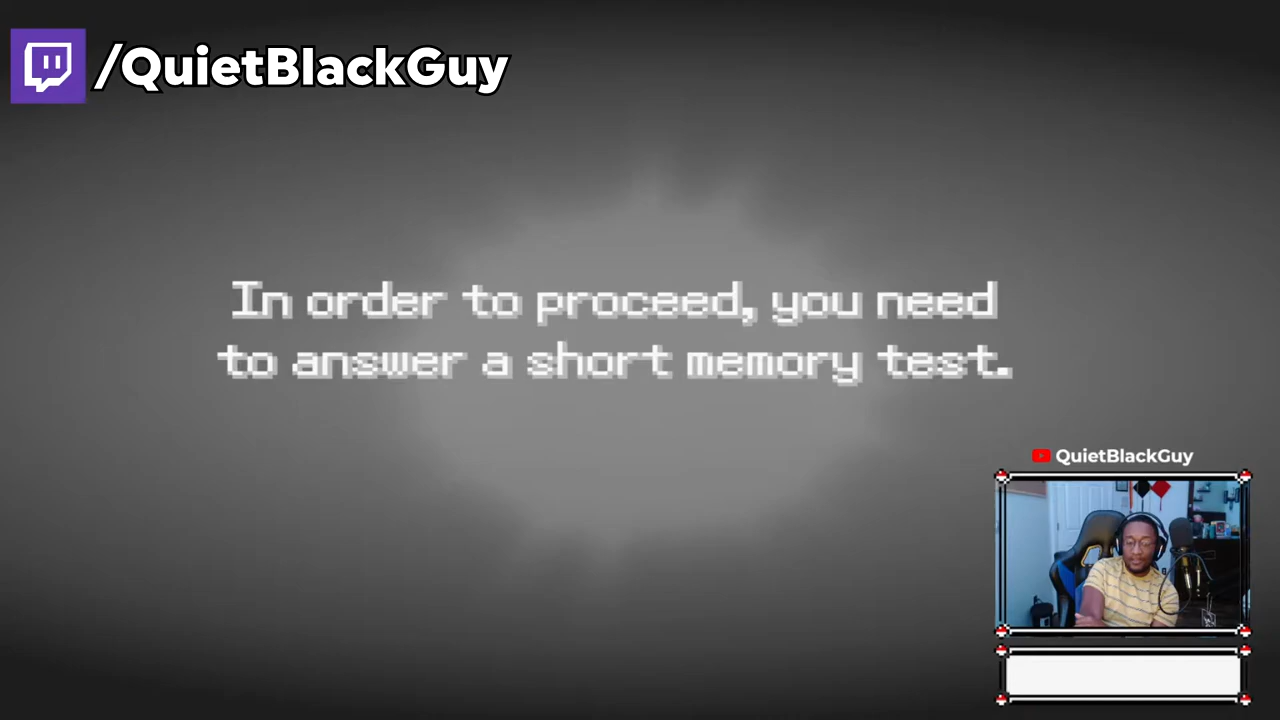 /QuietBlackGuy
In order to proceed, you need
to answer a short memory test.
QuietBlackGuy